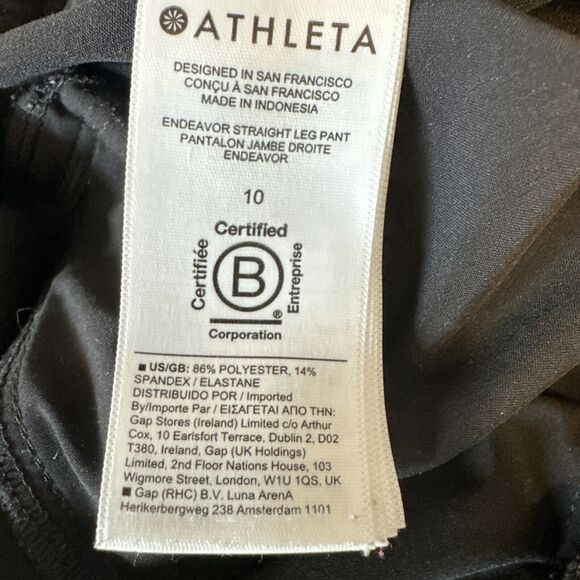 ATHLETA
DESIGNED IN SAN FRANCISCO
CONÇU À SAN FRANCISCO
MADE IN INDONESIA
ENDEAVOR STRAIGHT LEG PANT
PANTALON JAMBE DROITE
ENDEAVOR
10
Certified
Certifiée
B
Entreprise
®
Corporation
■ US/GB: 86% POLYESTER, 14%
SPANDEX / ELASTANE
DISTRIBUIDO POR / Imported
By/Importe Par / ΕΙΣΑΓΕΤΑΙ ΑΠΟ ΤΗΝ:
Gap Stores (Ireland) Limited c/o Arthur
Cox, 10 Earlsfort Terrace, Dublin 2, D02
T380, Ireland, Gap (UK Holdings)
Limited, 2nd Floor Nations House, 103
Wigmore Street, London, W1U 1QS, UK
■ Gap (RHC) B.V. Luna ArenA
Herikerbergweg 238 Amsterdam 1101